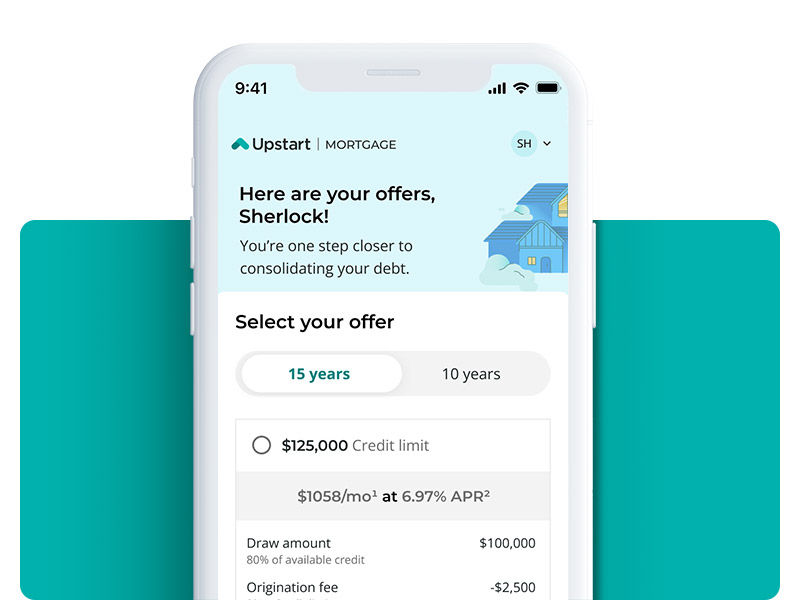 9:41
Upstart | MORTGAGE
SH
Here are your offers,
Sherlock!
You’re one step closer to
consolidating your debt.
Select your offer
15 years
10 years
$125,000 Credit limit
$1058/mo¹ at 6.97% APR²
Draw amount
$100,000
80% of available credit
Origination fee
-$2,500